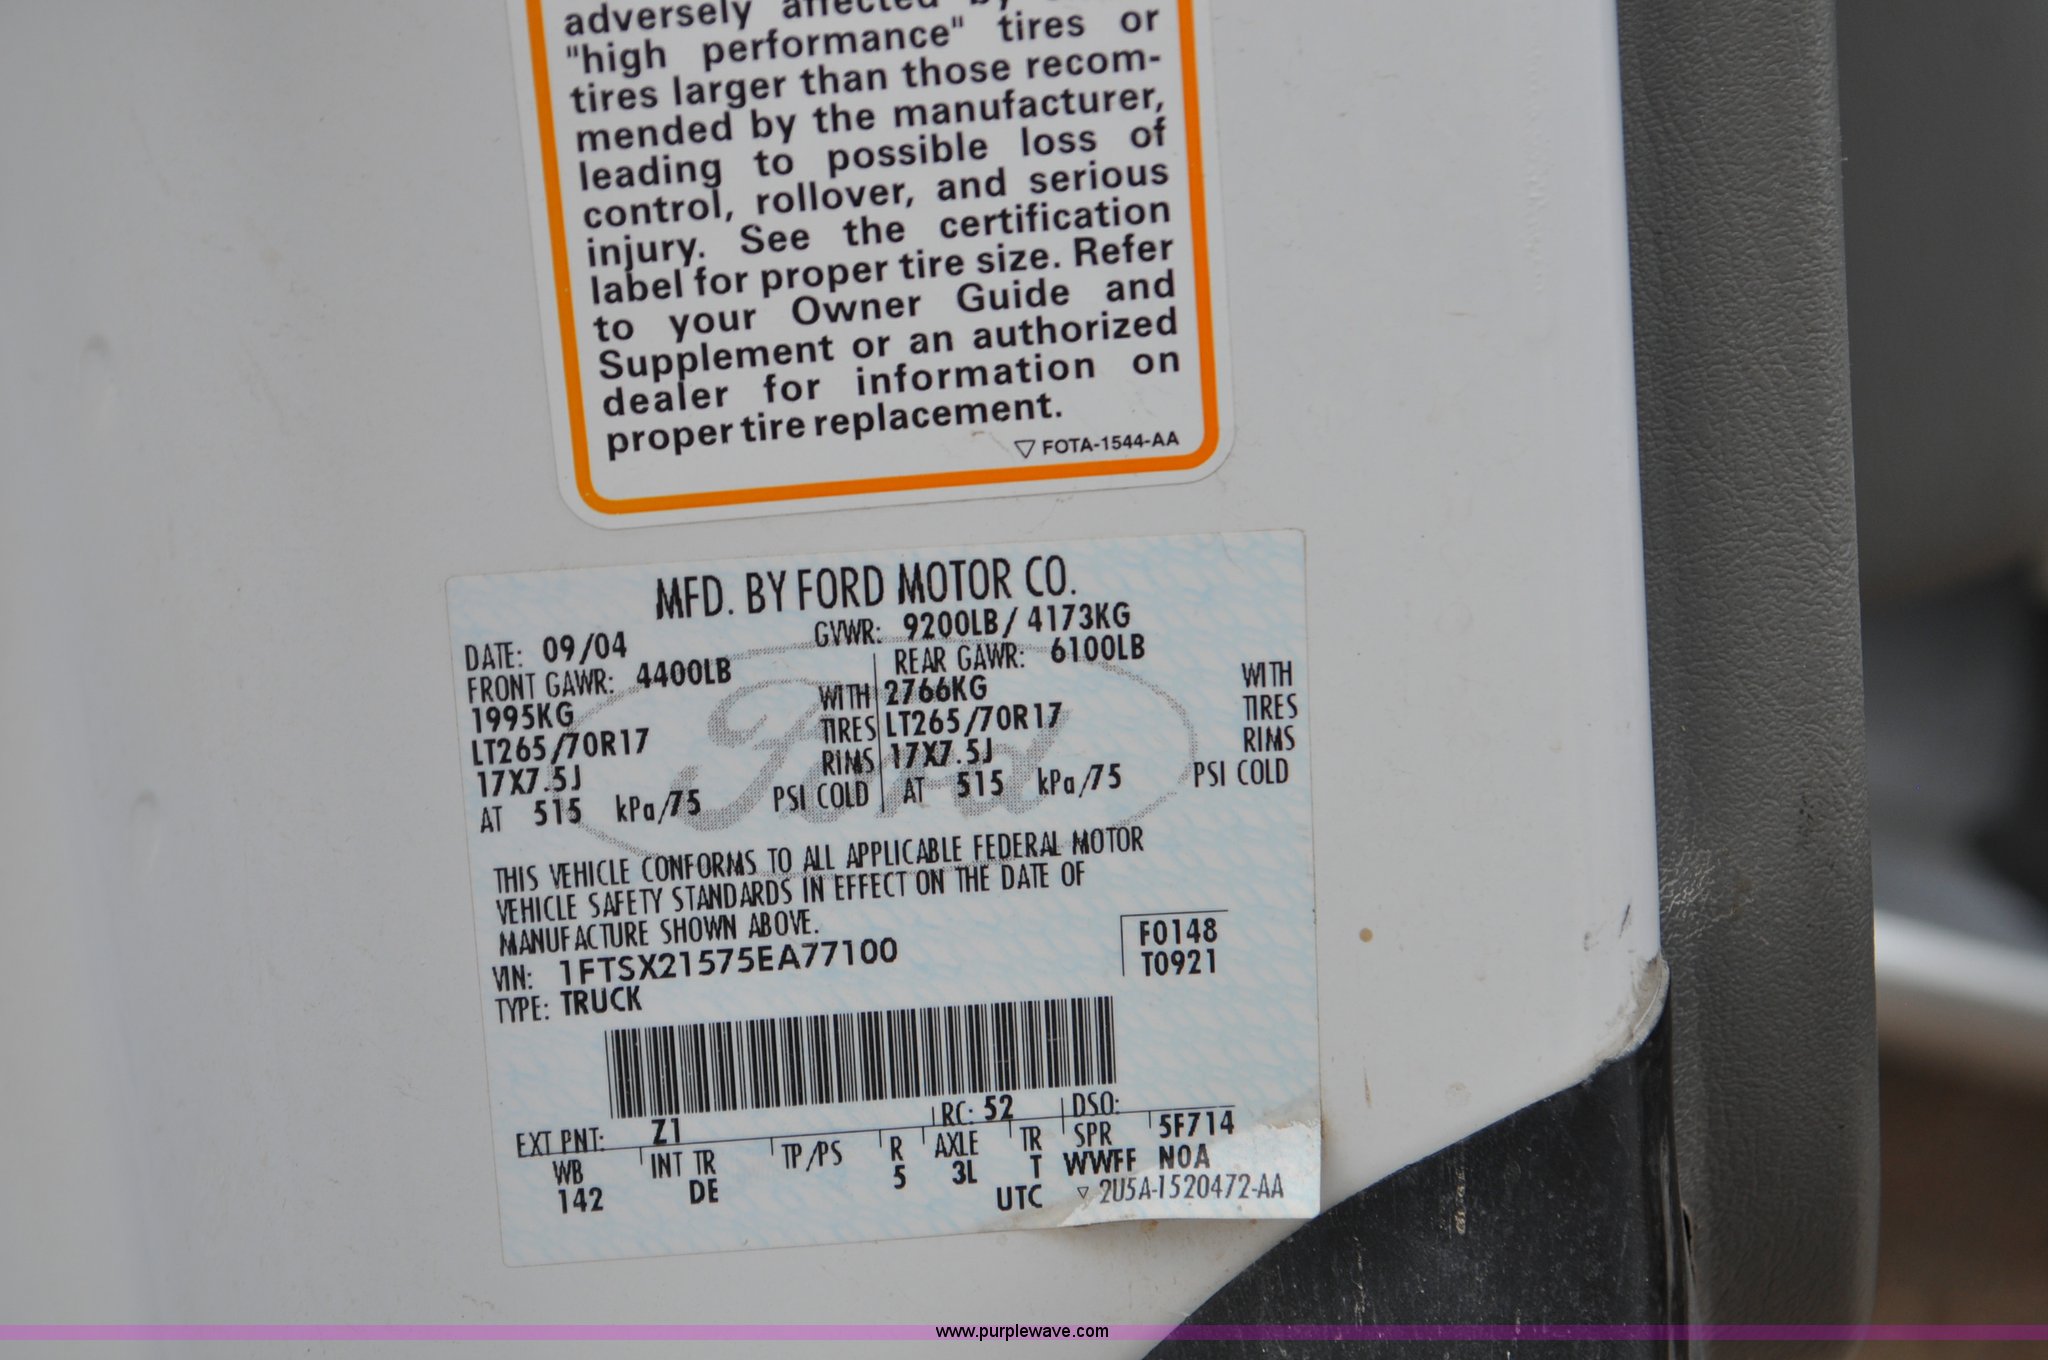 adversely affected by
"high performance" tires or
tires larger than those recom-
mended by the manufacturer,
leading to possible loss of
control, rollover, and serious
injury. See the certification
label for proper tire size. Refer
to your Owner Guide and
Supplement or an authorized
dealer for information on
proper tire replacement.
▽ FOTA-1544-AA
MFD. BY FORD MOTOR CO.
DATE: 09/04 GVWR: 9200LB/ 4173KG
FRONT GAWR: 4400LB REAR GAWR: 6100LB
1995KG WITH 2766KG WITH
LT265/70R17 TIRES LT265/70R17 TIRES
17X7.5J RIMS 17X7.5J RIMS
AT 515 kPa/75 PSI COLD AT 515 kPa/75 PSI COLD
Ford
THIS VEHICLE CONFORMS TO ALL APPLICABLE FEDERAL MOTOR
VEHICLE SAFETY STANDARDS IN EFFECT ON THE DATE OF
MANUFACTURE SHOWN ABOVE.
VIN: 1FTSX21575EA77100 F0148
TYPE: TRUCK T0921
EXT PNT: Z1 RC: 52 DSO:
WB INT TR TP/PS R AXLE TR SPR 5F714
142 DE 5 3L T WWFF NOA
UTC ▽ 2U5A-1520472-AA
www.purplewave.com